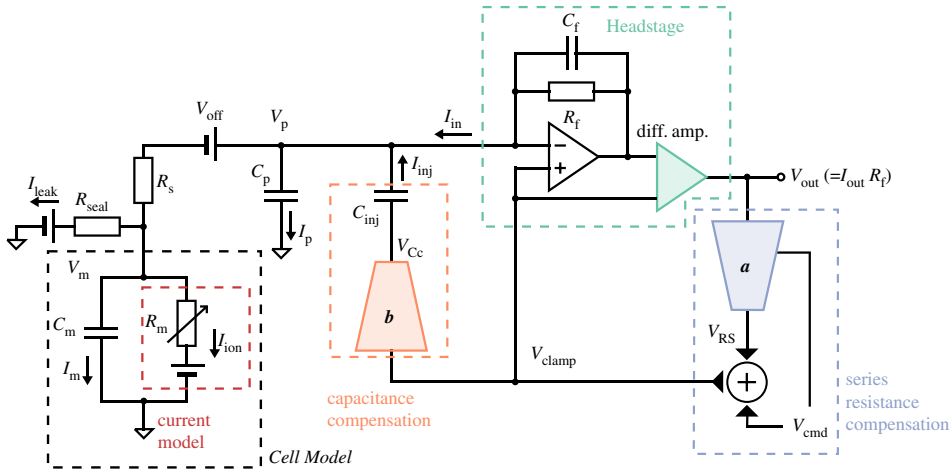 C_f
Headstage
V_off
V_p
I_in
R_f
diff. amp.
−
+
I_leak
R_seal
R_s
C_p
I_p
I_inj
C_inj
V_out (=I_out R_f)
V_m
C_m
I_m
R_m
I_ion
V_Cc
b
a
V_RS
V_clamp
+
V_cmd
current
model
Cell Model
capacitance
compensation
series
resistance
compensation